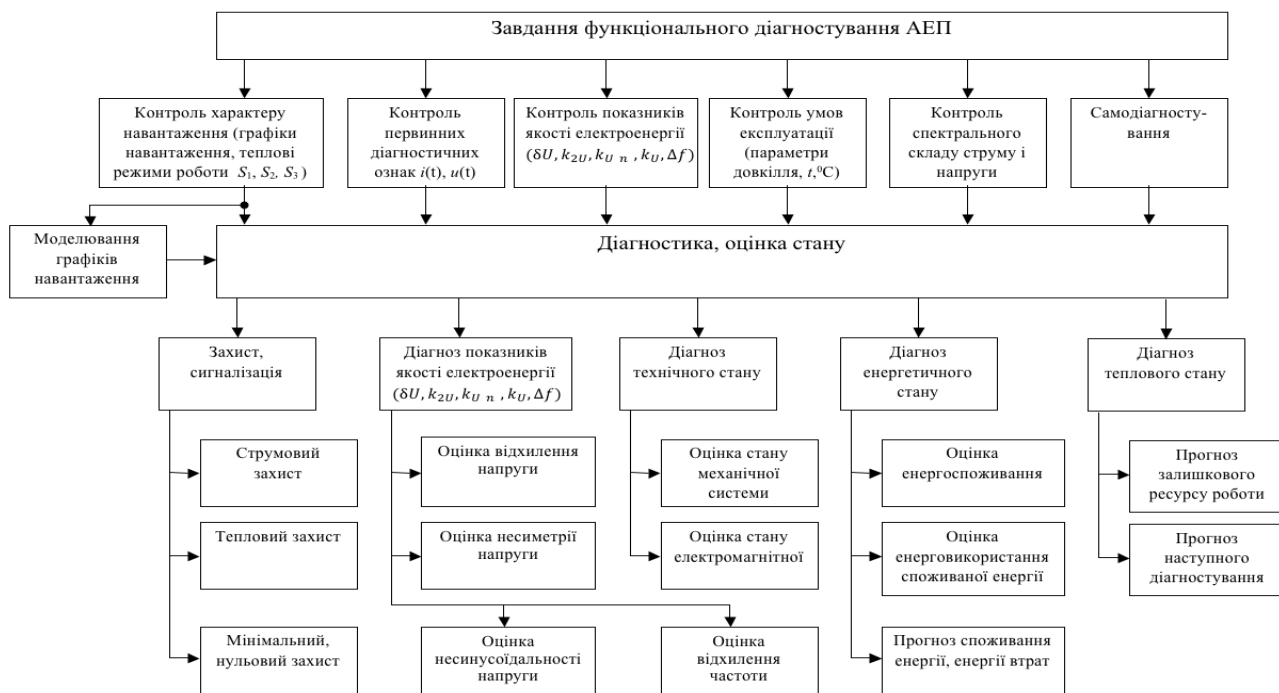 Завдання функціонального діагностування АЕП
Контроль характеру
навантаження (графіки
навантаження, теплові
режими роботи S₁, S₂, S₃ )
Контроль
первинних
діагностичних
ознак i(t), u(t)
Контроль показників
якості електроенергії
(δU, k₂U, kU n , kU, Δf)
Контроль умов
експлуатації
(параметри
довкілля, t,⁰С)
Контроль
спектрального
складу струму і
напруги
Самодіагносту-
вання
Моделювання
графіків
навантаження
Діагностика, оцінка стану
Захист,
сигналізація
Діагноз показників
якості електроенергії
(δU, k₂U, kU n , kU, Δf)
Діагноз
технічного стану
Діагноз
енергетичного
стану
Діагноз
теплового стану
Струмовий
захист
Тепловий захист
Мінімальний,
нульовий захист
Оцінка відхилення
напруги
Оцінка несиметрії
напруги
Оцінка
несинусоїдальності
напруги
Оцінка
відхилення
частоти
Оцінка стану
механічної
системи
Оцінка стану
електромагнітної
Оцінка
енергоспоживання
Оцінка
енерговикористання
споживаної енергії
Прогноз споживання
енергії, енергії втрат
Прогноз
залишкового
ресурсу роботи
Прогноз
наступного
діагностування